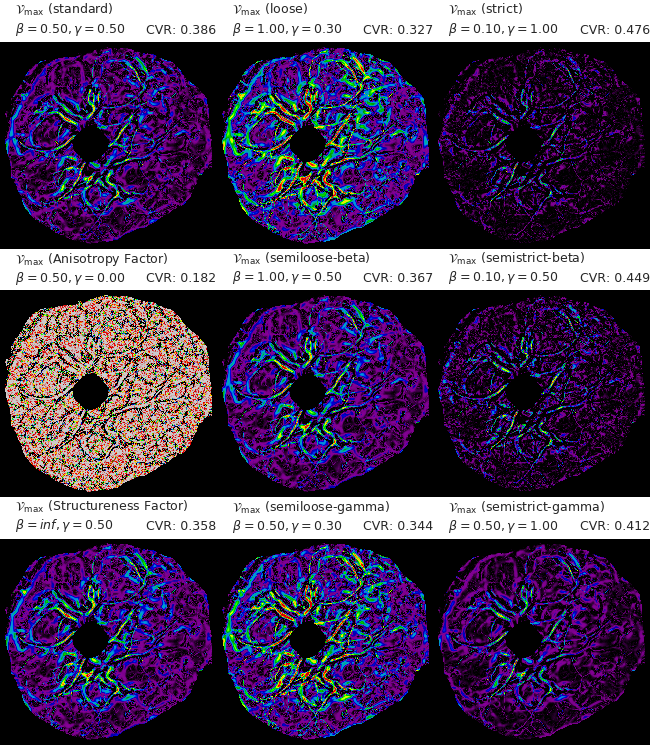 𝒱max (standard)
β = 0.50, γ = 0.50 CVR: 0.386
𝒱max (loose)
β = 1.00, γ = 0.30 CVR: 0.327
𝒱max (strict)
β = 0.10, γ = 1.00 CVR: 0.476
𝒱max (Anisotropy Factor)
β = 0.50, γ = 0.00 CVR: 0.182
𝒱max (semiloose-beta)
β = 1.00, γ = 0.50 CVR: 0.367
𝒱max (semistrict-beta)
β = 0.10, γ = 0.50 CVR: 0.449
𝒱max (Structureness Factor)
β = inf, γ = 0.50 CVR: 0.358
𝒱max (semiloose-gamma)
β = 0.50, γ = 0.30 CVR: 0.344
𝒱max (semistrict-gamma)
β = 0.50, γ = 1.00 CVR: 0.412